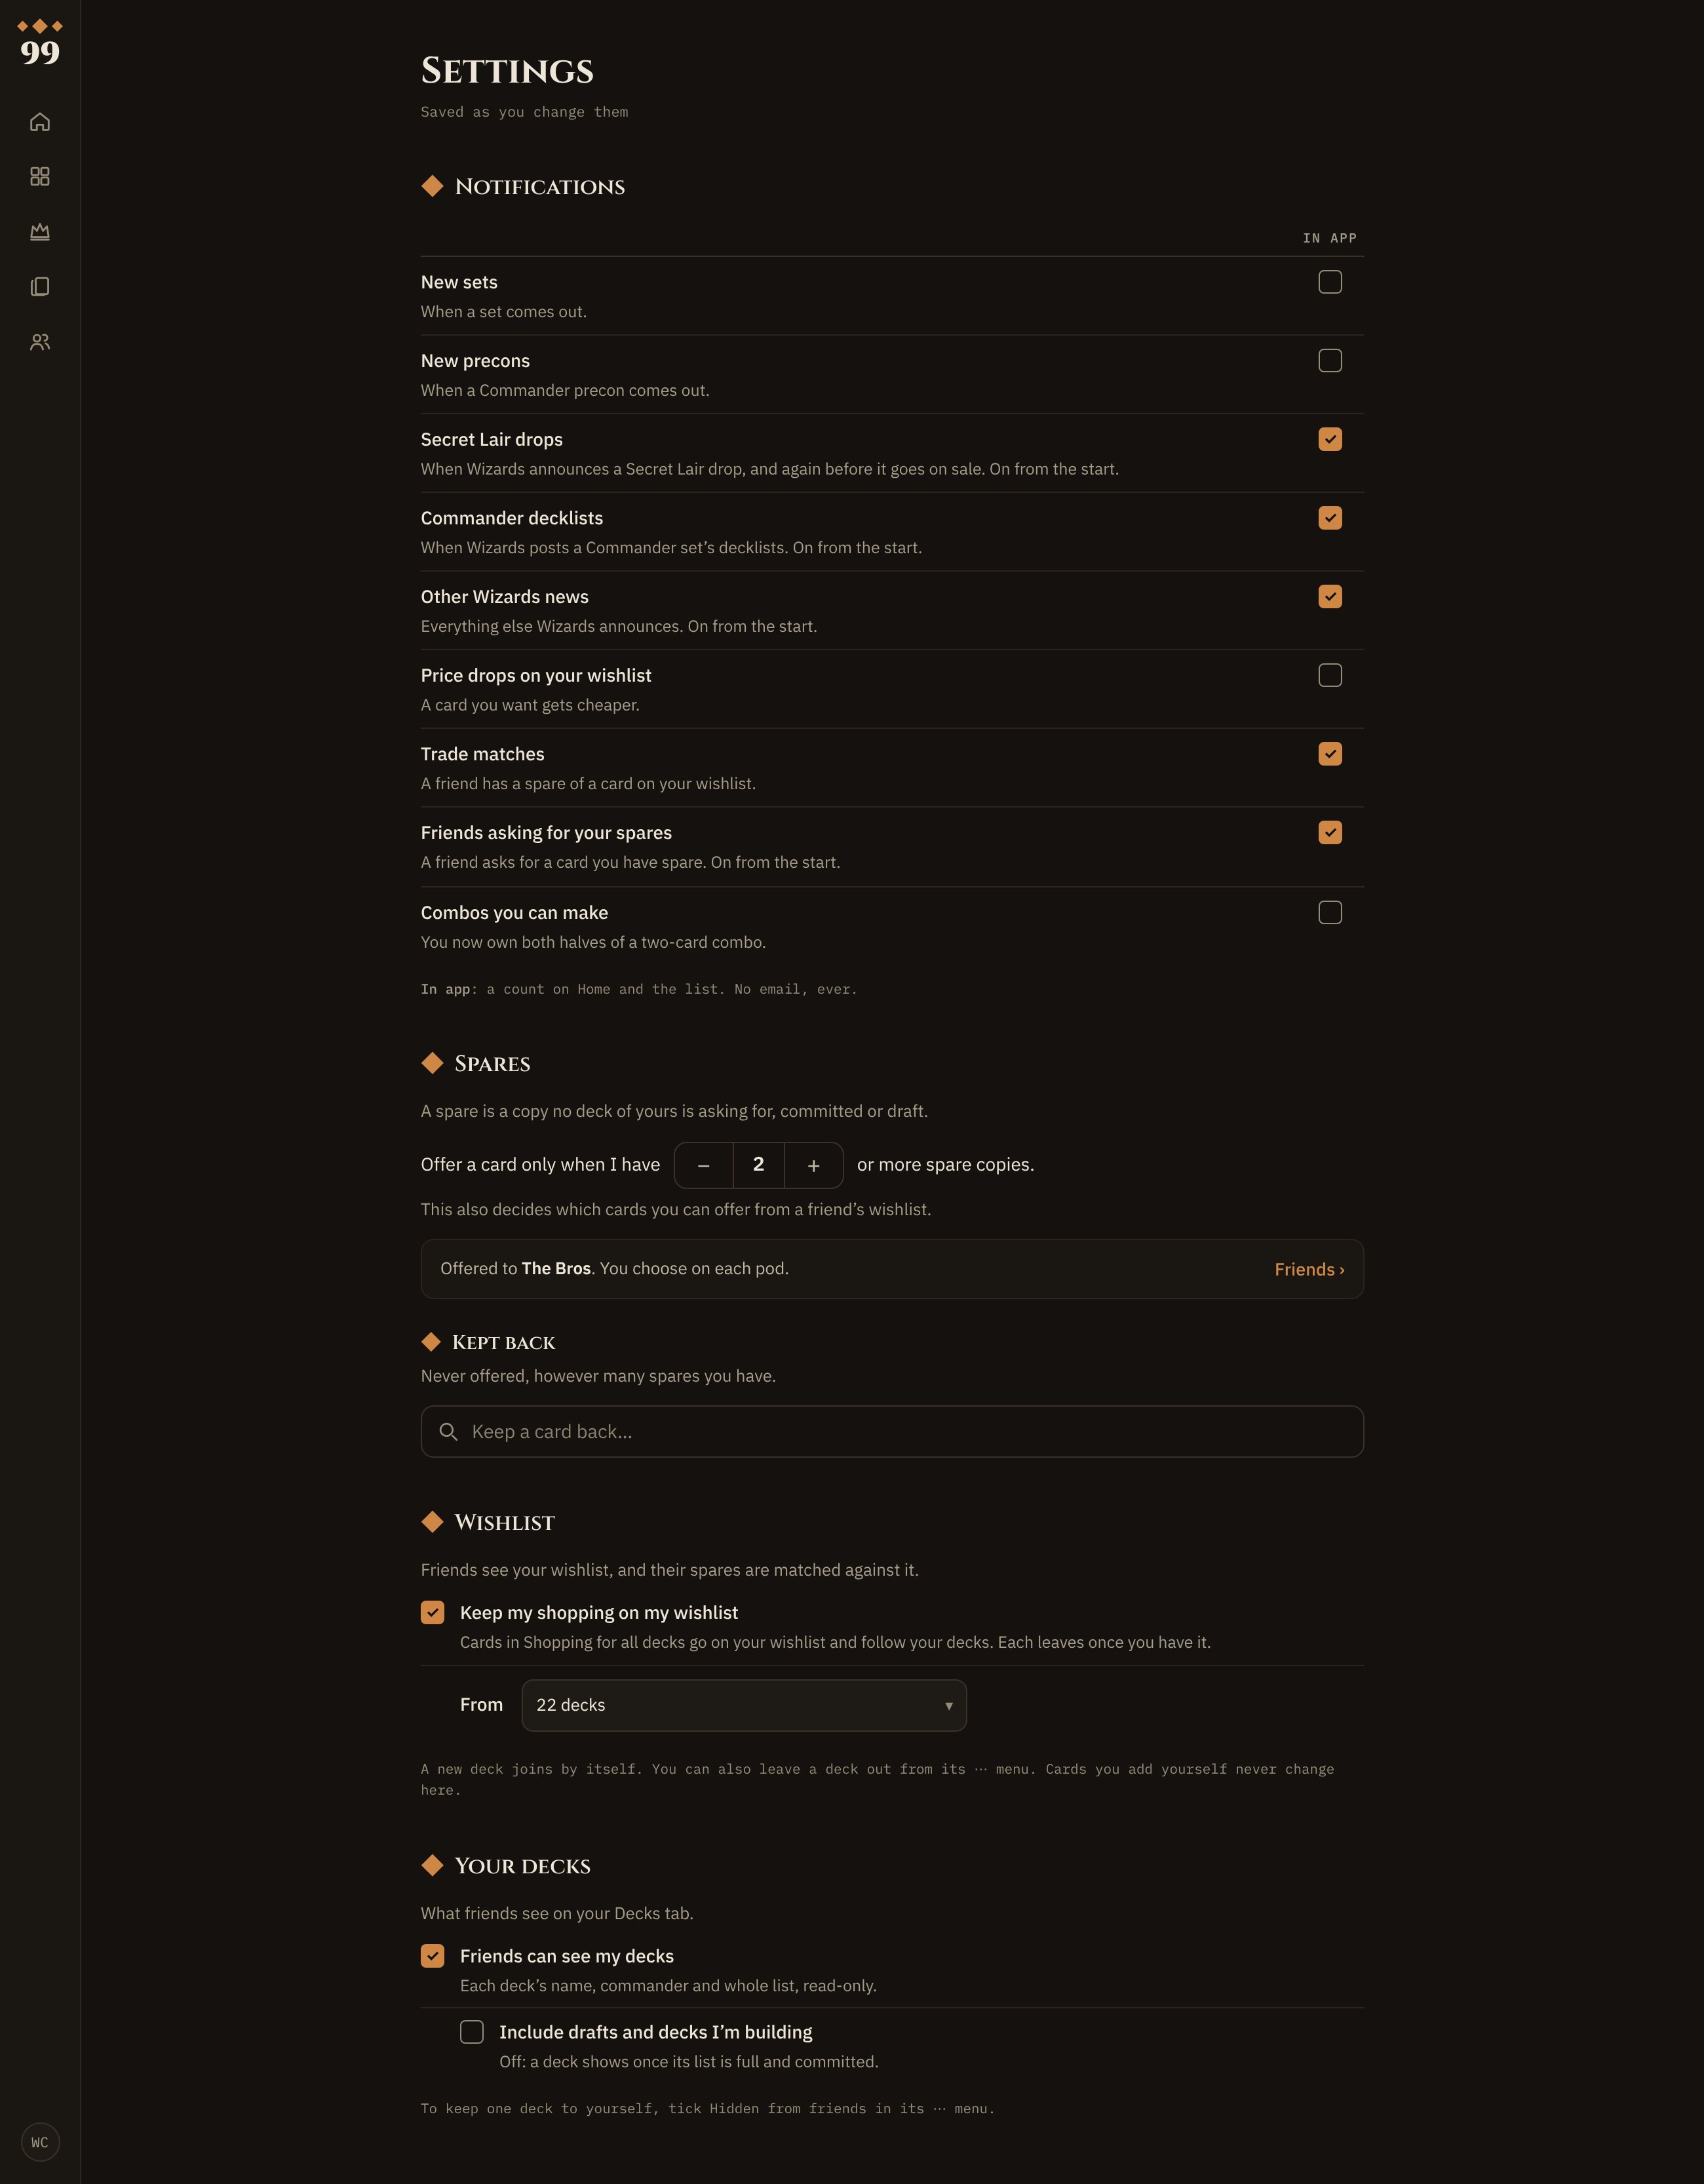 99
Settings
Saved as you change them
Notifications
IN APP
New sets
When a set comes out.
New precons
When a Commander precon comes out.
Secret Lair drops
When Wizards announces a Secret Lair drop, and again before it goes on sale. On from the start.
Commander decklists
When Wizards posts a Commander set’s decklists. On from the start.
Other Wizards news
Everything else Wizards announces. On from the start.
Price drops on your wishlist
A card you want gets cheaper.
Trade matches
A friend has a spare of a card on your wishlist.
Friends asking for your spares
A friend asks for a card you have spare. On from the start.
Combos you can make
You now own both halves of a two-card combo.
In app: a count on Home and the list. No email, ever.
Spares
A spare is a copy no deck of yours is asking for, committed or draft.
Offer a card only when I have − 2 + or more spare copies.
This also decides which cards you can offer from a friend’s wishlist.
Offered to The Bros. You choose on each pod. Friends ›
Kept back
Never offered, however many spares you have.
Keep a card back…
Wishlist
Friends see your wishlist, and their spares are matched against it.
Keep my shopping on my wishlist
Cards in Shopping for all decks go on your wishlist and follow your decks. Each leaves once you have it.
From 22 decks
A new deck joins by itself. You can also leave a deck out from its ⋯ menu. Cards you add yourself never change
here.
Your decks
What friends see on your Decks tab.
Friends can see my decks
Each deck’s name, commander and whole list, read-only.
Include drafts and decks I’m building
Off: a deck shows once its list is full and committed.
To keep one deck to yourself, tick Hidden from friends in its ⋯ menu.
WC